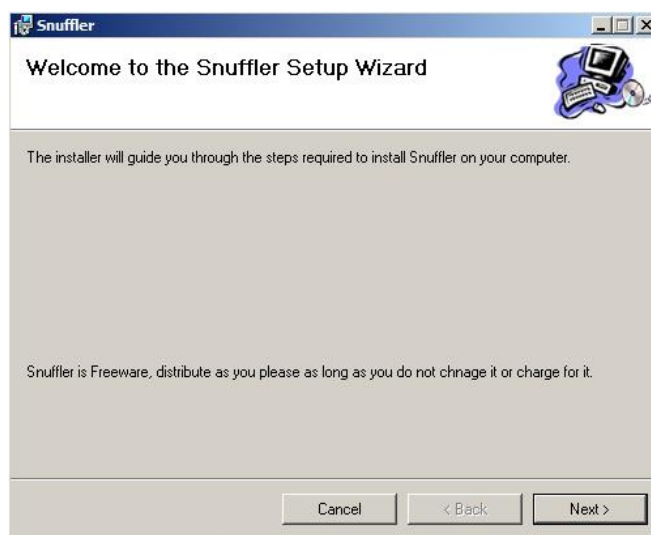 Snuffler
Welcome to the Snuffler Setup Wizard
The installer will guide you through the steps required to install Snuffler on your computer.
Snuffler is Freeware, distribute as you please as long as you do not chnage it or charge for it.
Cancel
< Back
Next >